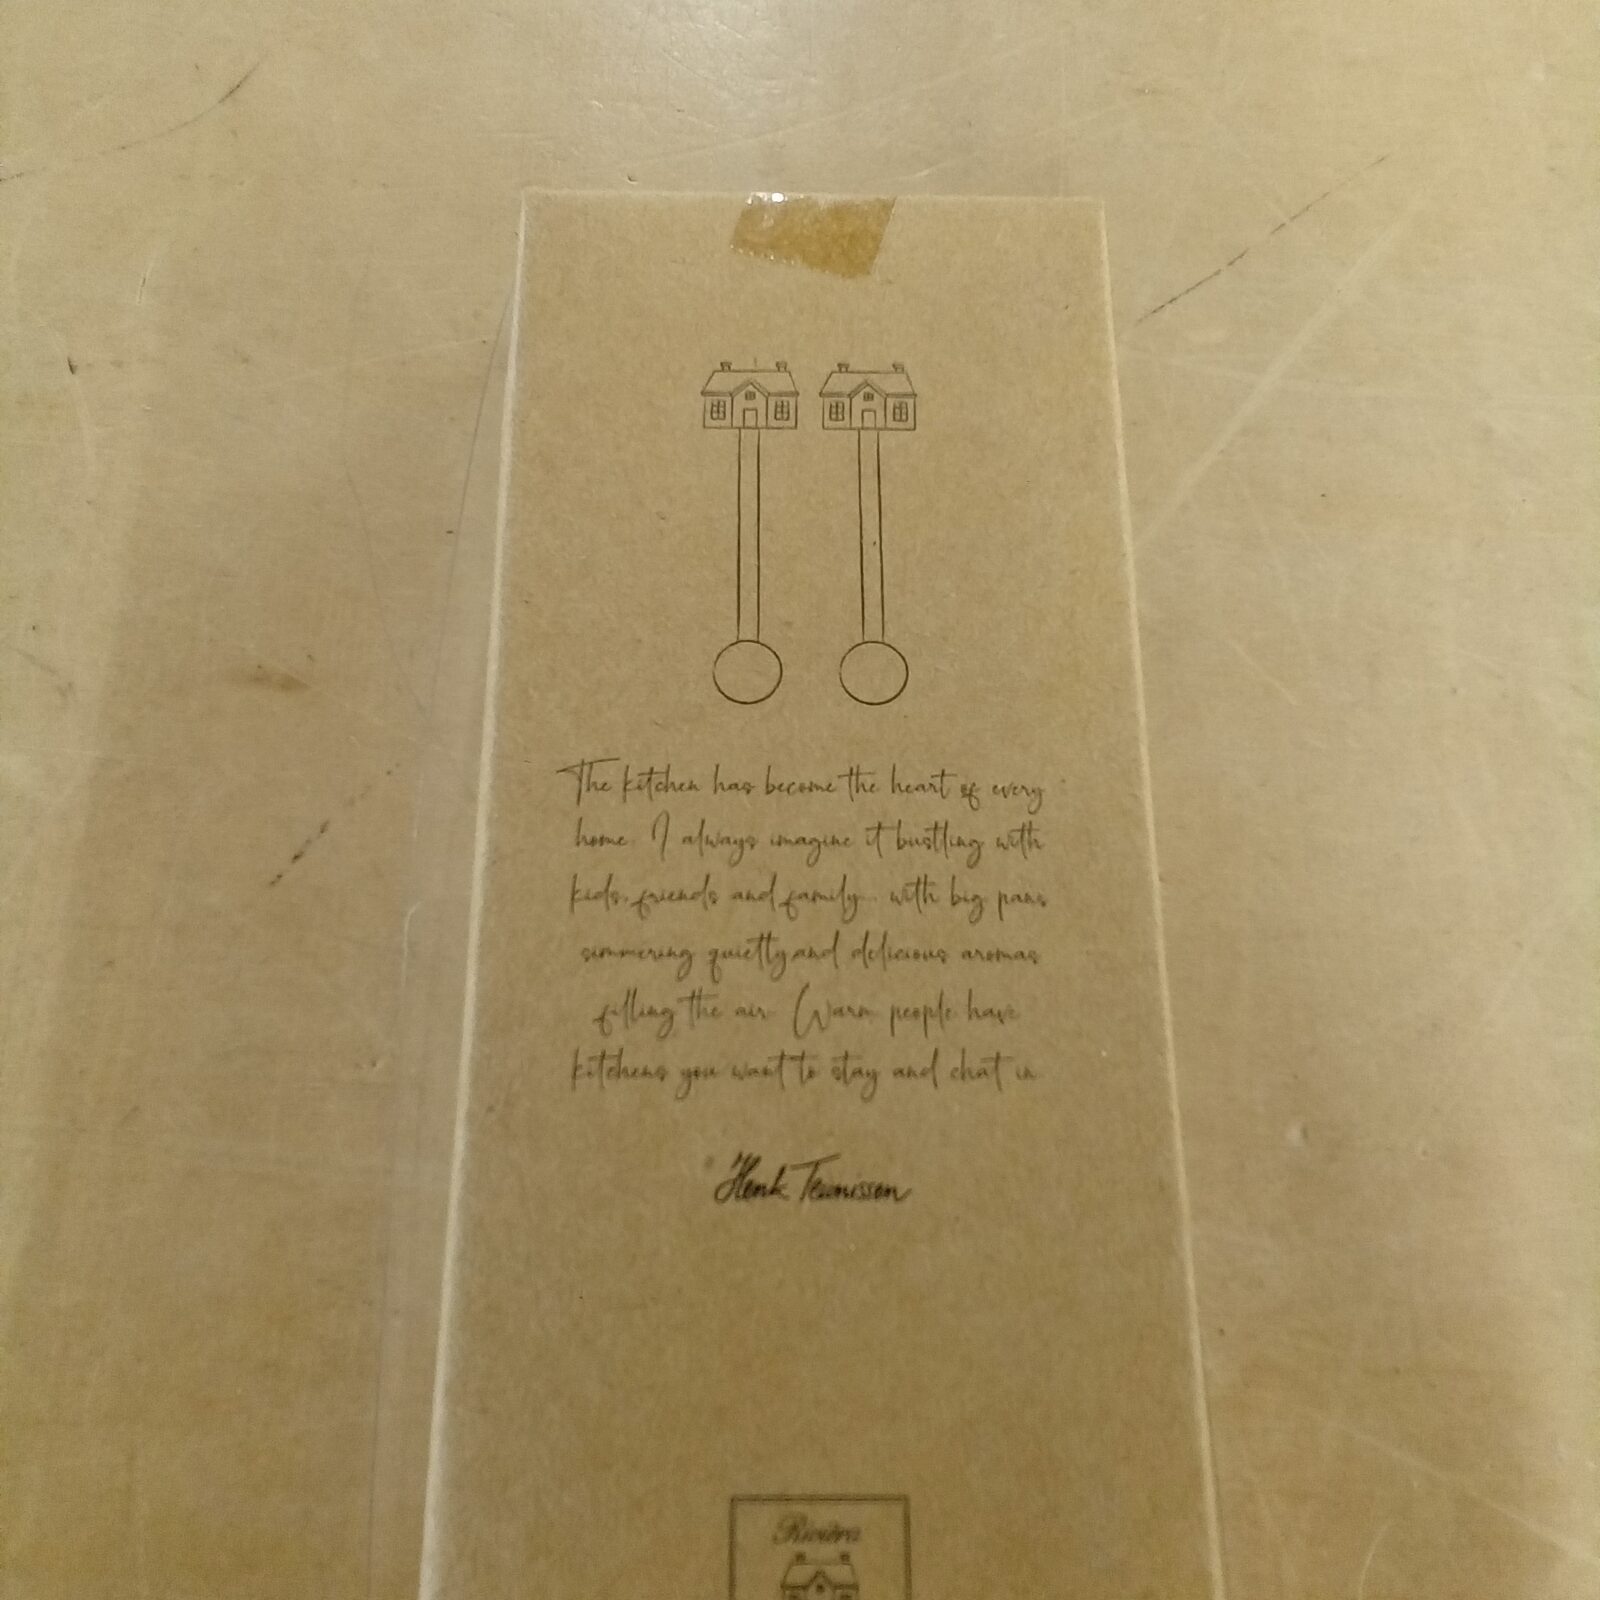 The kitchen has become the heart of every
home. I always imagine it bustling with
kids, friends and family... with big pans
simmering quietly and delicious aromas
filling the air. Warm people have
kitchens you want to stay and chat in.
Henk Teunissen
Rivièra